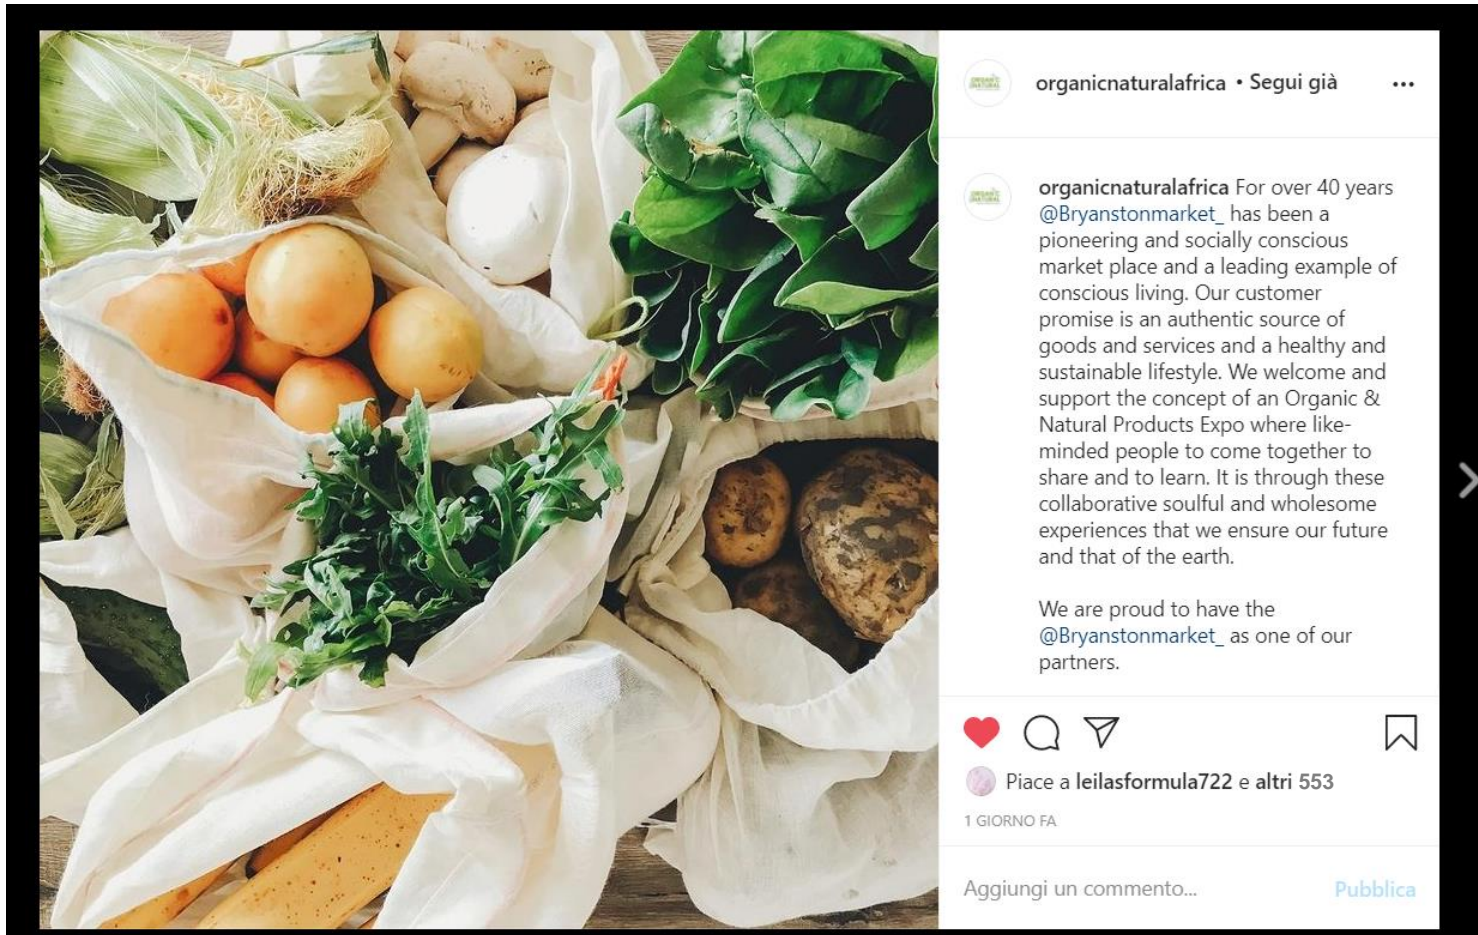 ORGANIC
NATURAL
organicnaturalafrica • Segui già
ORGANIC
NATURAL
organicnaturalafrica For over 40 years
@Bryanstonmarket_ has been a
pioneering and socially conscious
market place and a leading example of
conscious living. Our customer
promise is an authentic source of
goods and services and a healthy and
sustainable lifestyle. We welcome and
support the concept of an Organic &
Natural Products Expo where like-
minded people to come together to
share and to learn. It is through these
collaborative soulful and wholesome
experiences that we ensure our future
and that of the earth.
We are proud to have the
@Bryanstonmarket_ as one of our
partners.
Piace a leilasformula722 e altri 553
1 GIORNO FA
Aggiungi un commento... Pubblica